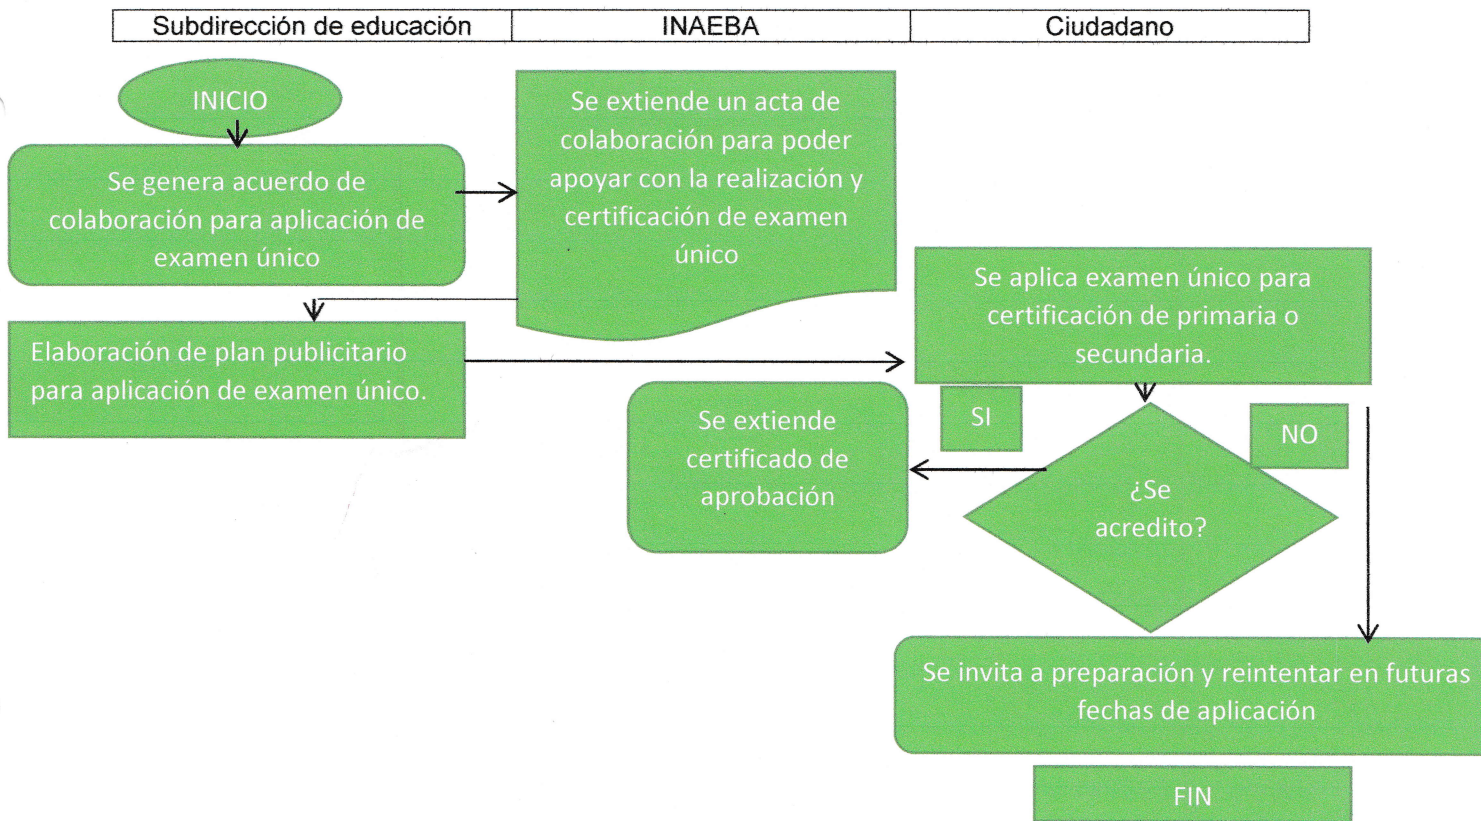 Subdirección de educación
INAEBA
Ciudadano
INICIO
Se genera acuerdo de
colaboración para aplicación de
examen único
Se extiende un acta de
colaboración para poder
apoyar con la realización y
certificación de examen
único
Elaboración de plan publicitario
para aplicación de examen único.
Se aplica examen único para
certificación de primaria o
secundaria.
SI
NO
¿Se
acredito?
Se extiende
certificado de
aprobación
Se invita a preparación y reintentar en futuras
fechas de aplicación
FIN